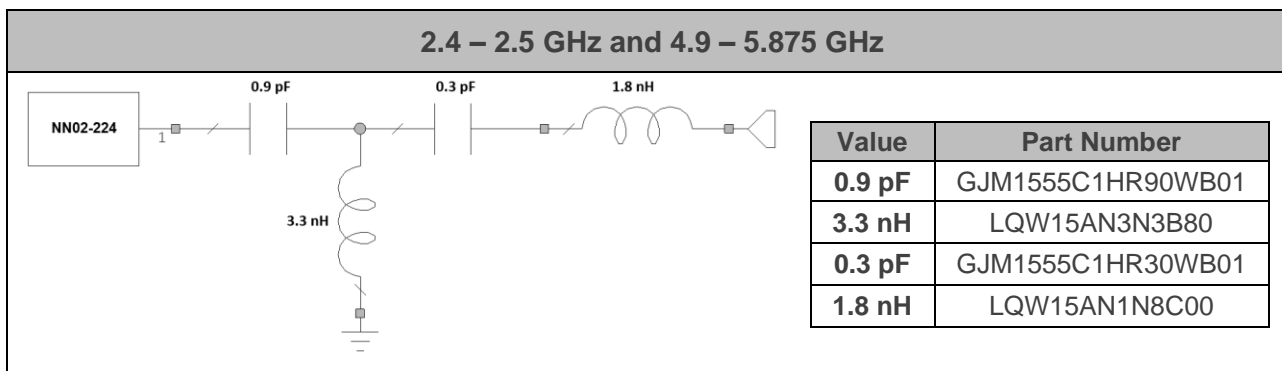 2.4 – 2.5 GHz and 4.9 – 5.875 GHz
0.9 pF
0.3 pF
1.8 nH
NN02-224
1
3.3 nH
Value Part Number
0.9 pF GJM1555C1HR90WB01
3.3 nH LQW15AN3N3B80
0.3 pF GJM1555C1HR30WB01
1.8 nH LQW15AN1N8C00